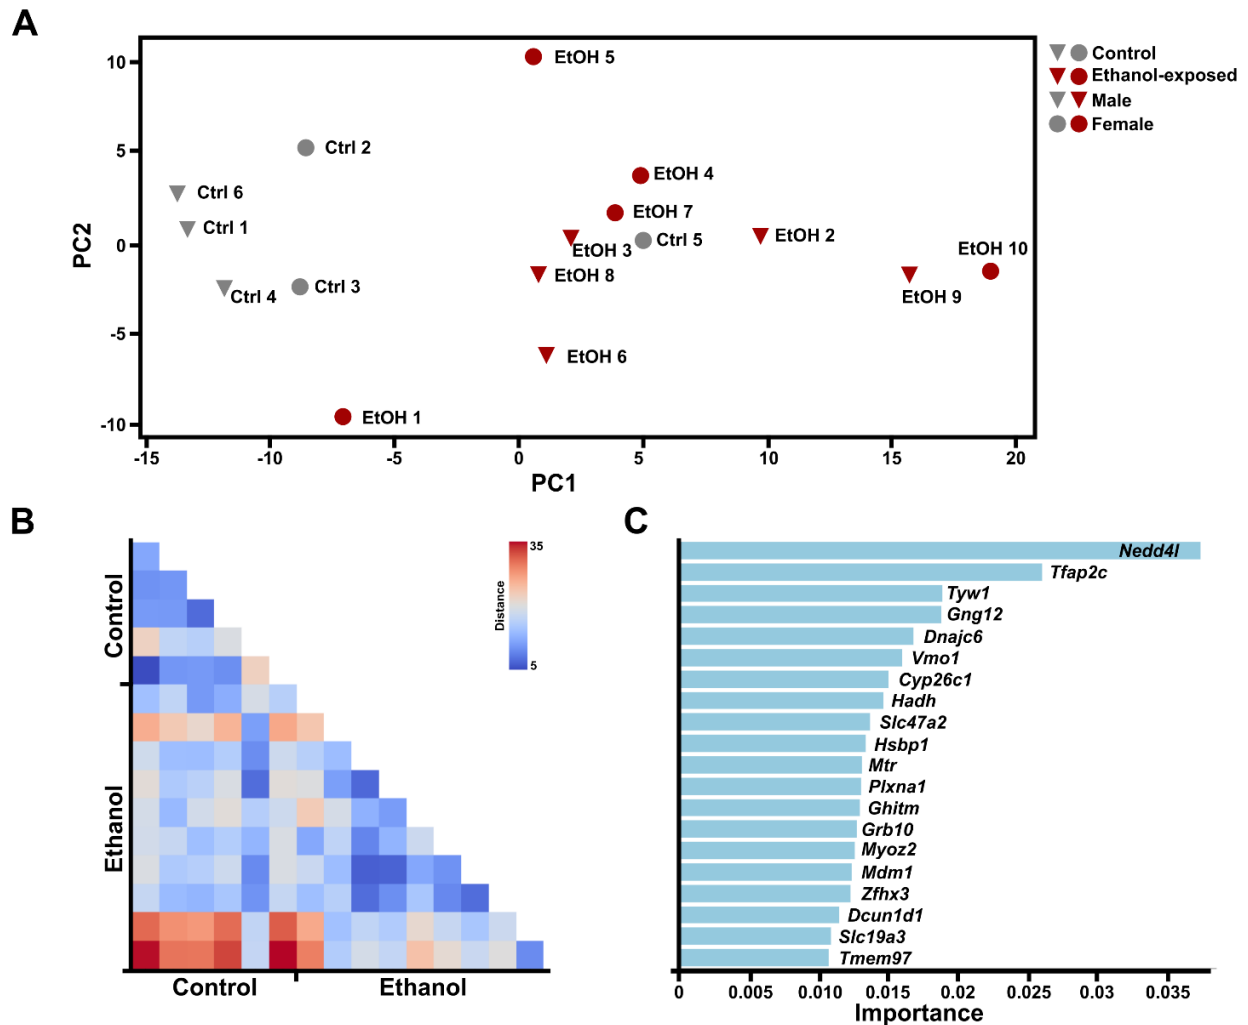 A
10
5
0
-5
-10
PC2
EtOH 5
Ctrl 2
Ctrl 6
Ctrl 1
Ctrl 4
Ctrl 3
EtOH 4
EtOH 7
EtOH 3
Ctrl 5
EtOH 2
EtOH 8
EtOH 10
EtOH 9
EtOH 6
EtOH 1
-15
-10
-5
0
5
10
15
20
PC1
Control
Ethanol-exposed
Male
Female
B
Control
Ethanol
Distance
35
5
Control
Ethanol
C
Nedd4l
Tfap2c
Tyw1
Gng12
Dnajc6
Vmo1
Cyp26c1
Hadh
Slc47a2
Hsbp1
Mtr
Plxna1
Ghitm
Grb10
Myoz2
Mdm1
Zfhx3
Dcun1d1
Slc19a3
Tmem97
0
0.005
0.010
0.015
0.02
0.025
0.03
0.035
Importance